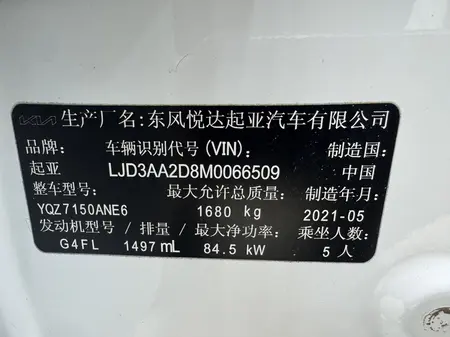 KIA 生产厂名:东风悦达起亚汽车有限公司
品牌: 车辆识别代号(VIN): 制造国:
起亚 LJD3AA2D8M0066509 中国
整车型号: 最大允许总质量: 制造年月:
YQZ7150ANE6 1680 kg 2021-05
发动机型号 / 排量 / 最大净功率: 乘坐人数:
G4FL 1497 mL 84.5 kW 5 人